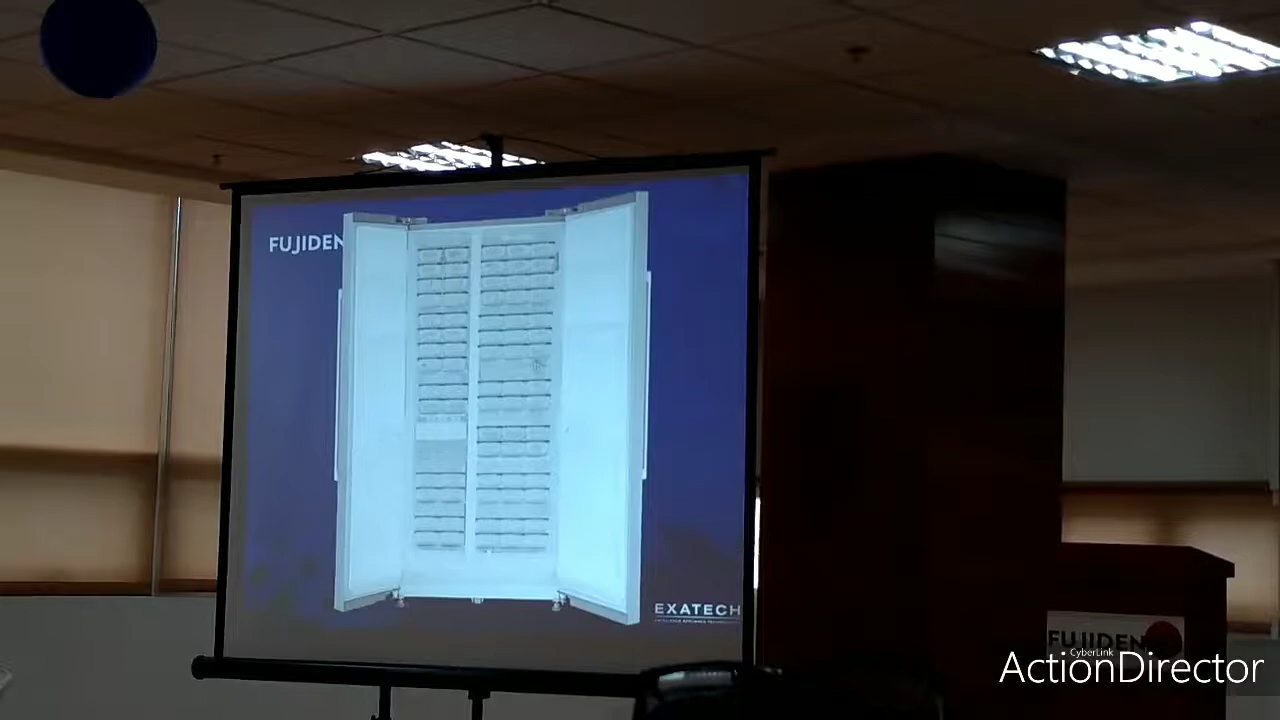 FUJIDEN
EXATECH
FUJIDEN
CyberLink
ActionDirector